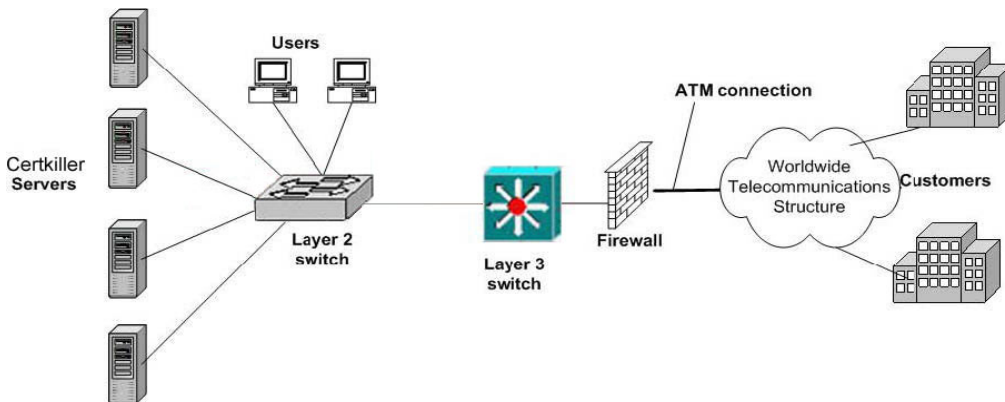 Users
Certkiller
Servers
Layer 2
switch
Layer 3
switch
Firewall
ATM connection
Worldwide
Telecommunications
Structure
Customers